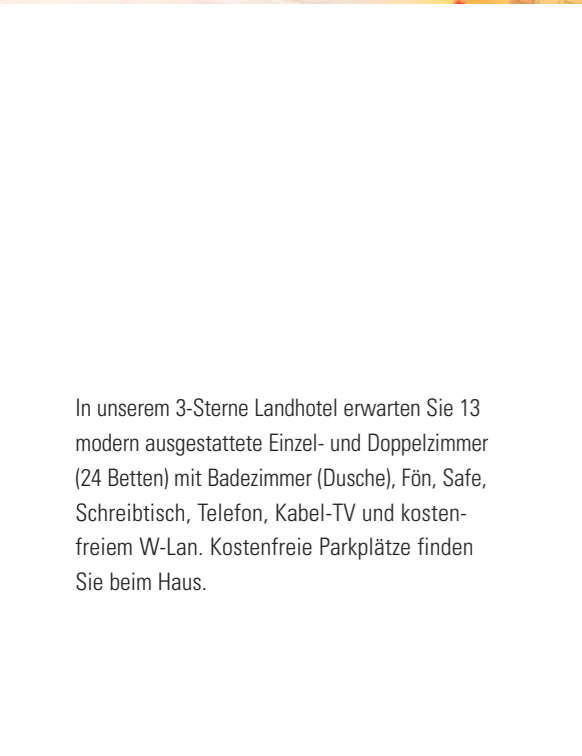 In unserem 3-Sterne Landhotel erwarten Sie 13
modern ausgestattete Einzel- und Doppelzimmer
(24 Betten) mit Badezimmer (Dusche), Fön, Safe,
Schreibtisch, Telefon, Kabel-TV und kosten-
freiem W-Lan. Kostenfreie Parkplätze finden
Sie beim Haus.